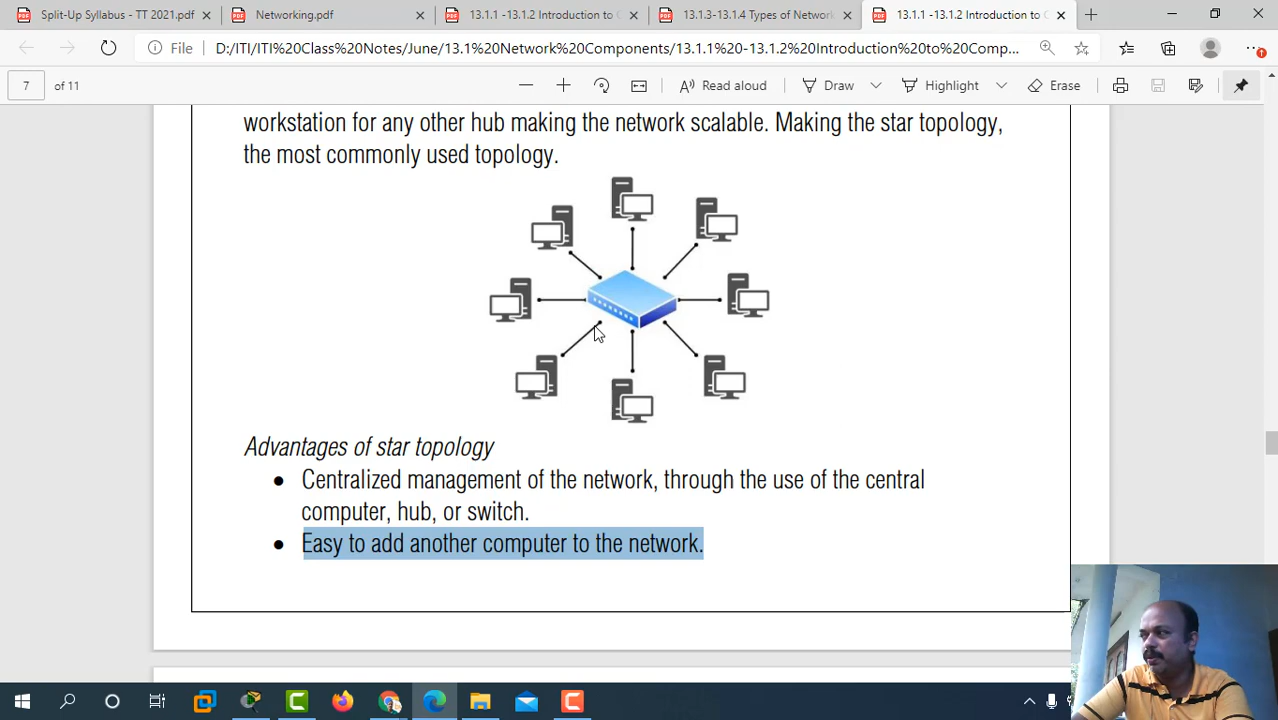 Split-Up Syllabus - TT 2021.pdf
Networking.pdf
13.1.1 -13.1.2 Introduction to C
13.1.3-13.1.4 Types of Network
13.1.1 -13.1.2 Introduction to C
File
D:/ITI/ITI%20Class%20Notes/June/13.1%20Network%20Components/13.1.1%20-13.1.2%20Introduction%20to%20Comp...
7 of 11
Read aloud
Draw
Highlight
Erase
workstation for any other hub making the network scalable. Making the star topology,
the most commonly used topology.
Advantages of star topology
• Centralized management of the network, through the use of the central
computer, hub, or switch.
• Easy to add another computer to the network.